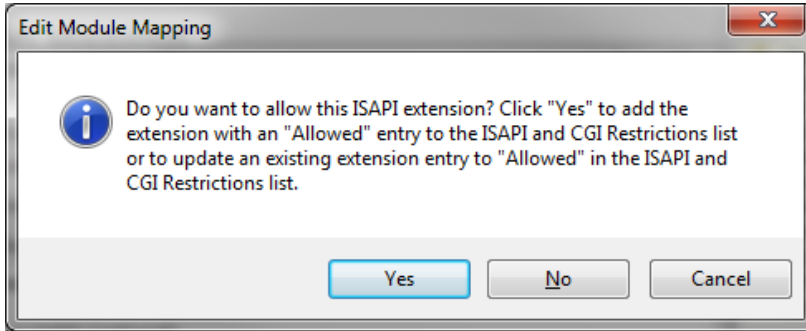 Edit Module Mapping
Do you want to allow this ISAPI extension? Click "Yes" to add the
extension with an "Allowed" entry to the ISAPI and CGI Restrictions list
or to update an existing extension entry to "Allowed" in the ISAPI and
CGI Restrictions list.
Yes
No
Cancel